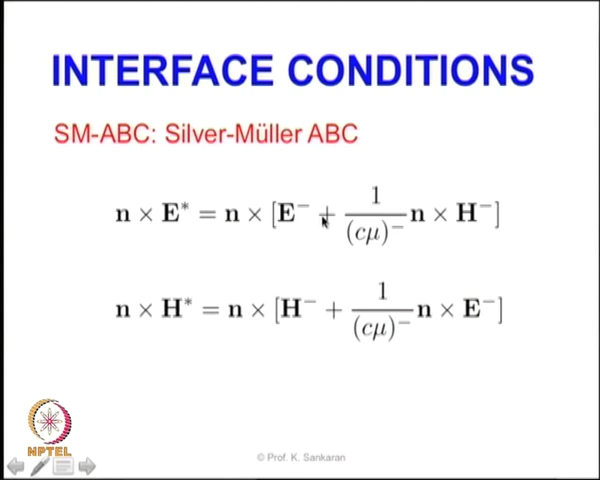 INTERFACE CONDITIONS
SM-ABC: Silver-Müller ABC
n × E* = n × [E⁻ + 1/(cμ)⁻ n × H⁻]
n × H* = n × [H⁻ + 1/(cμ)⁻ n × E⁻]
NPTEL
© Prof. K. Sankaran